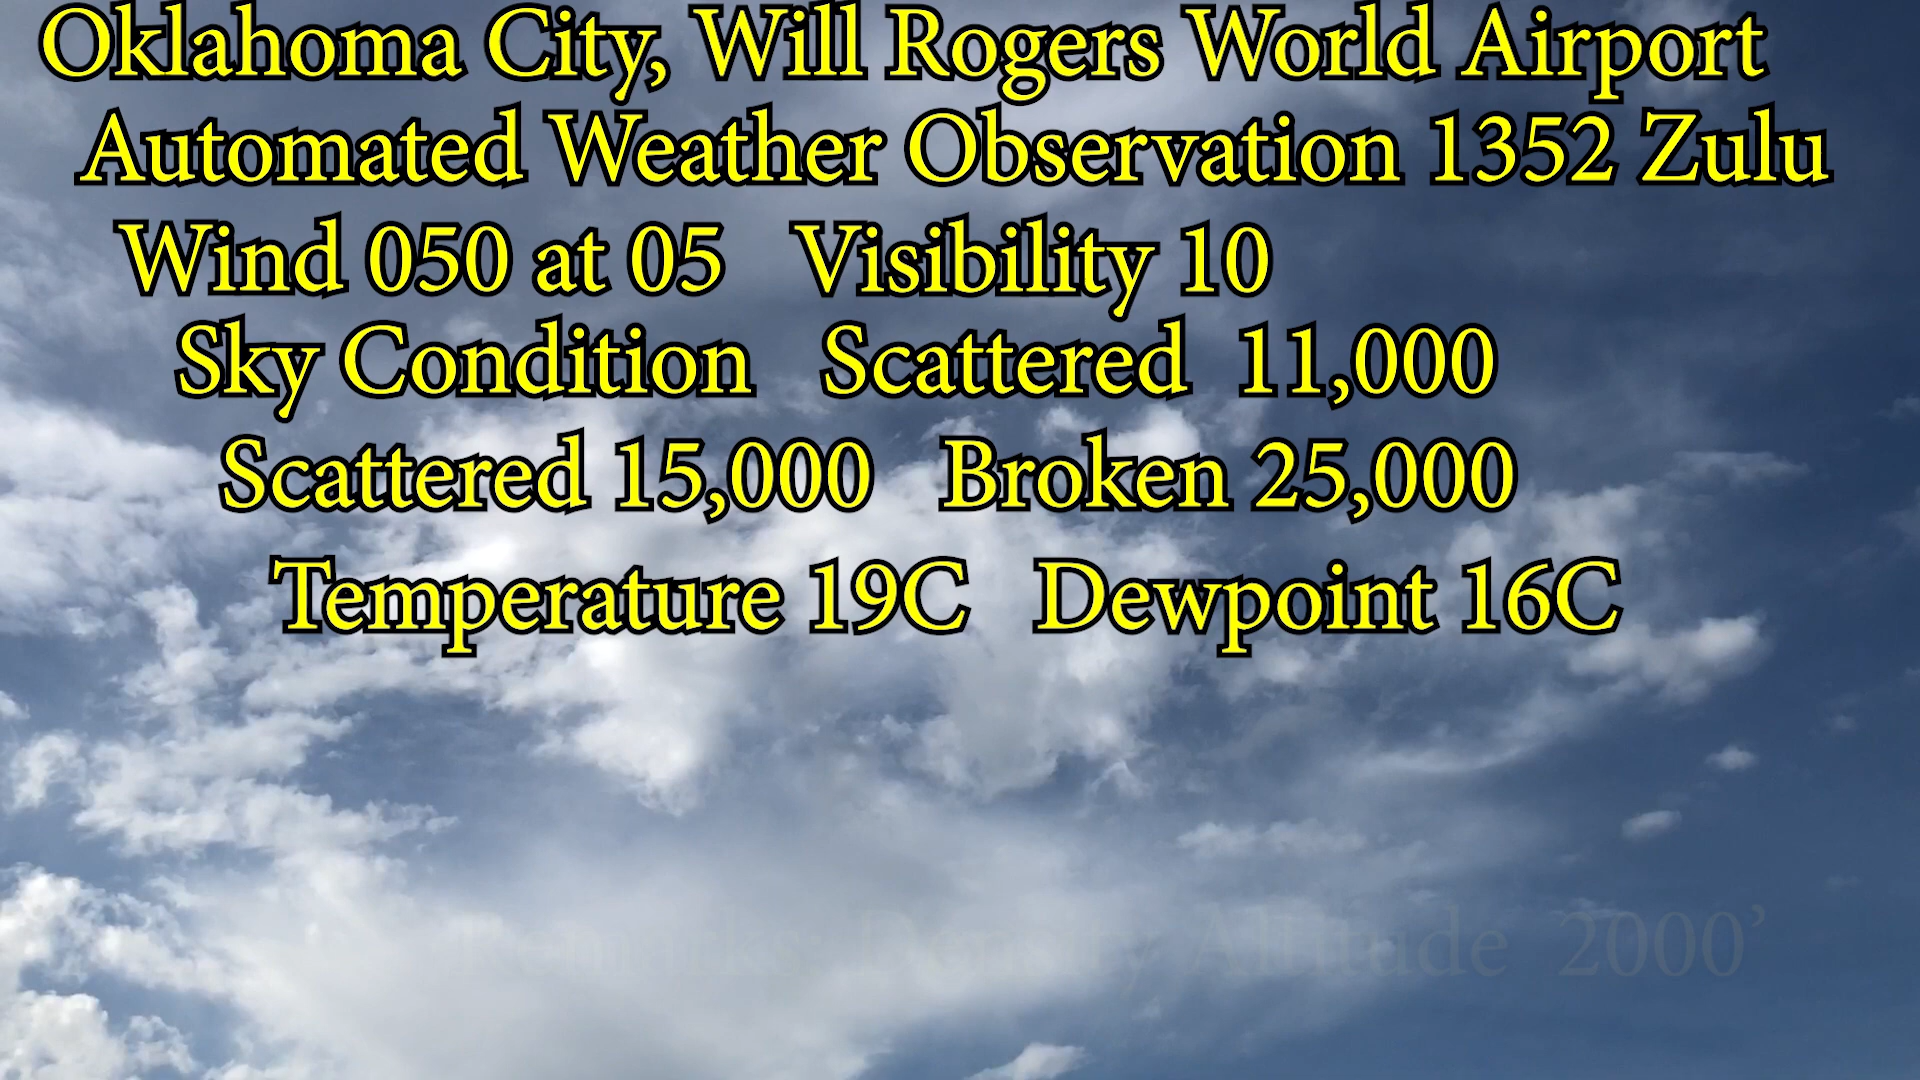 Oklahoma City, Will Rogers World Airport
Automated Weather Observation 1352 Zulu
Wind 050 at 05 Visibility 10
Sky Condition Scattered 11,000
Scattered 15,000 Broken 25,000
Temperature 19C Dewpoint 16C
Remarks Density Altitude 2000’